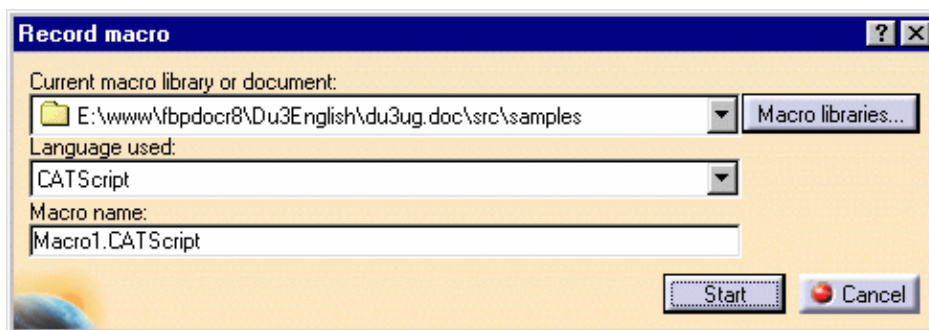 Record macro
?
Current macro library or document:
E:\www\fbpdocr8\Du3English\du3ug.doc\src\samples
Macro libraries...
Language used:
CATScript
Macro name:
Macro1.CATScript
Start
Cancel